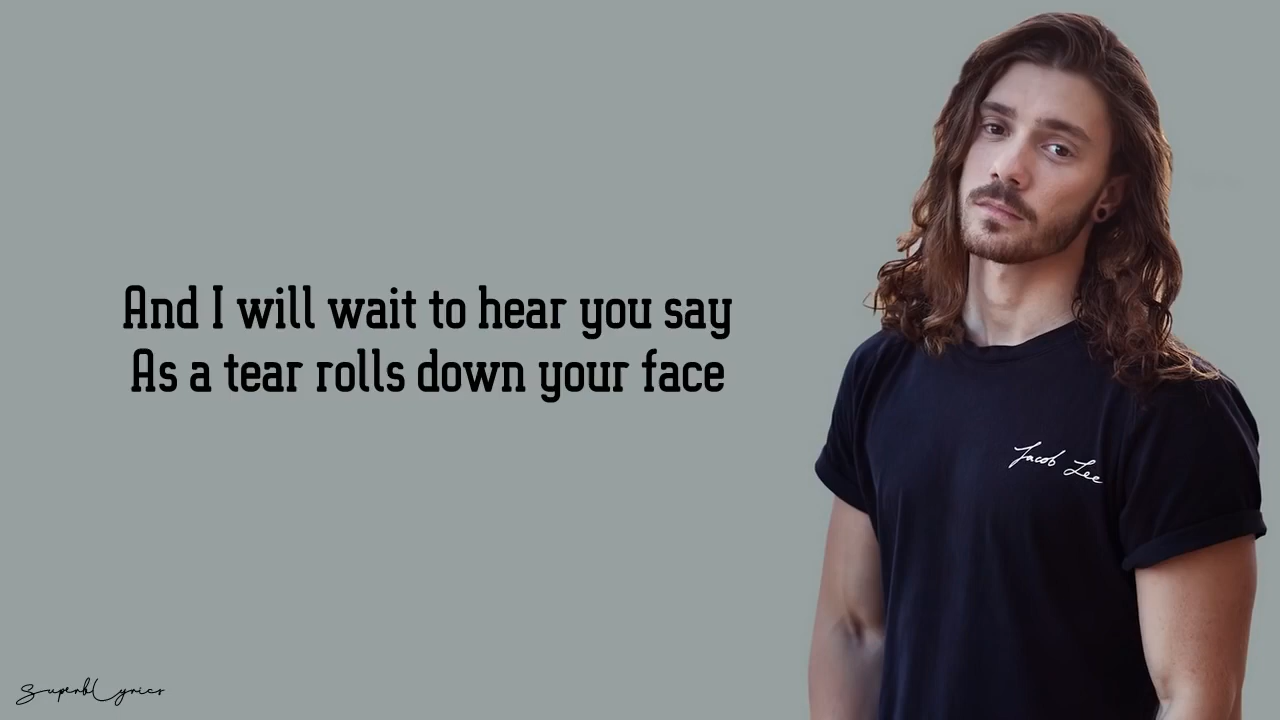 And I will wait to hear you say
As a tear rolls down your face
Jacob Lee
SuperbLyrics